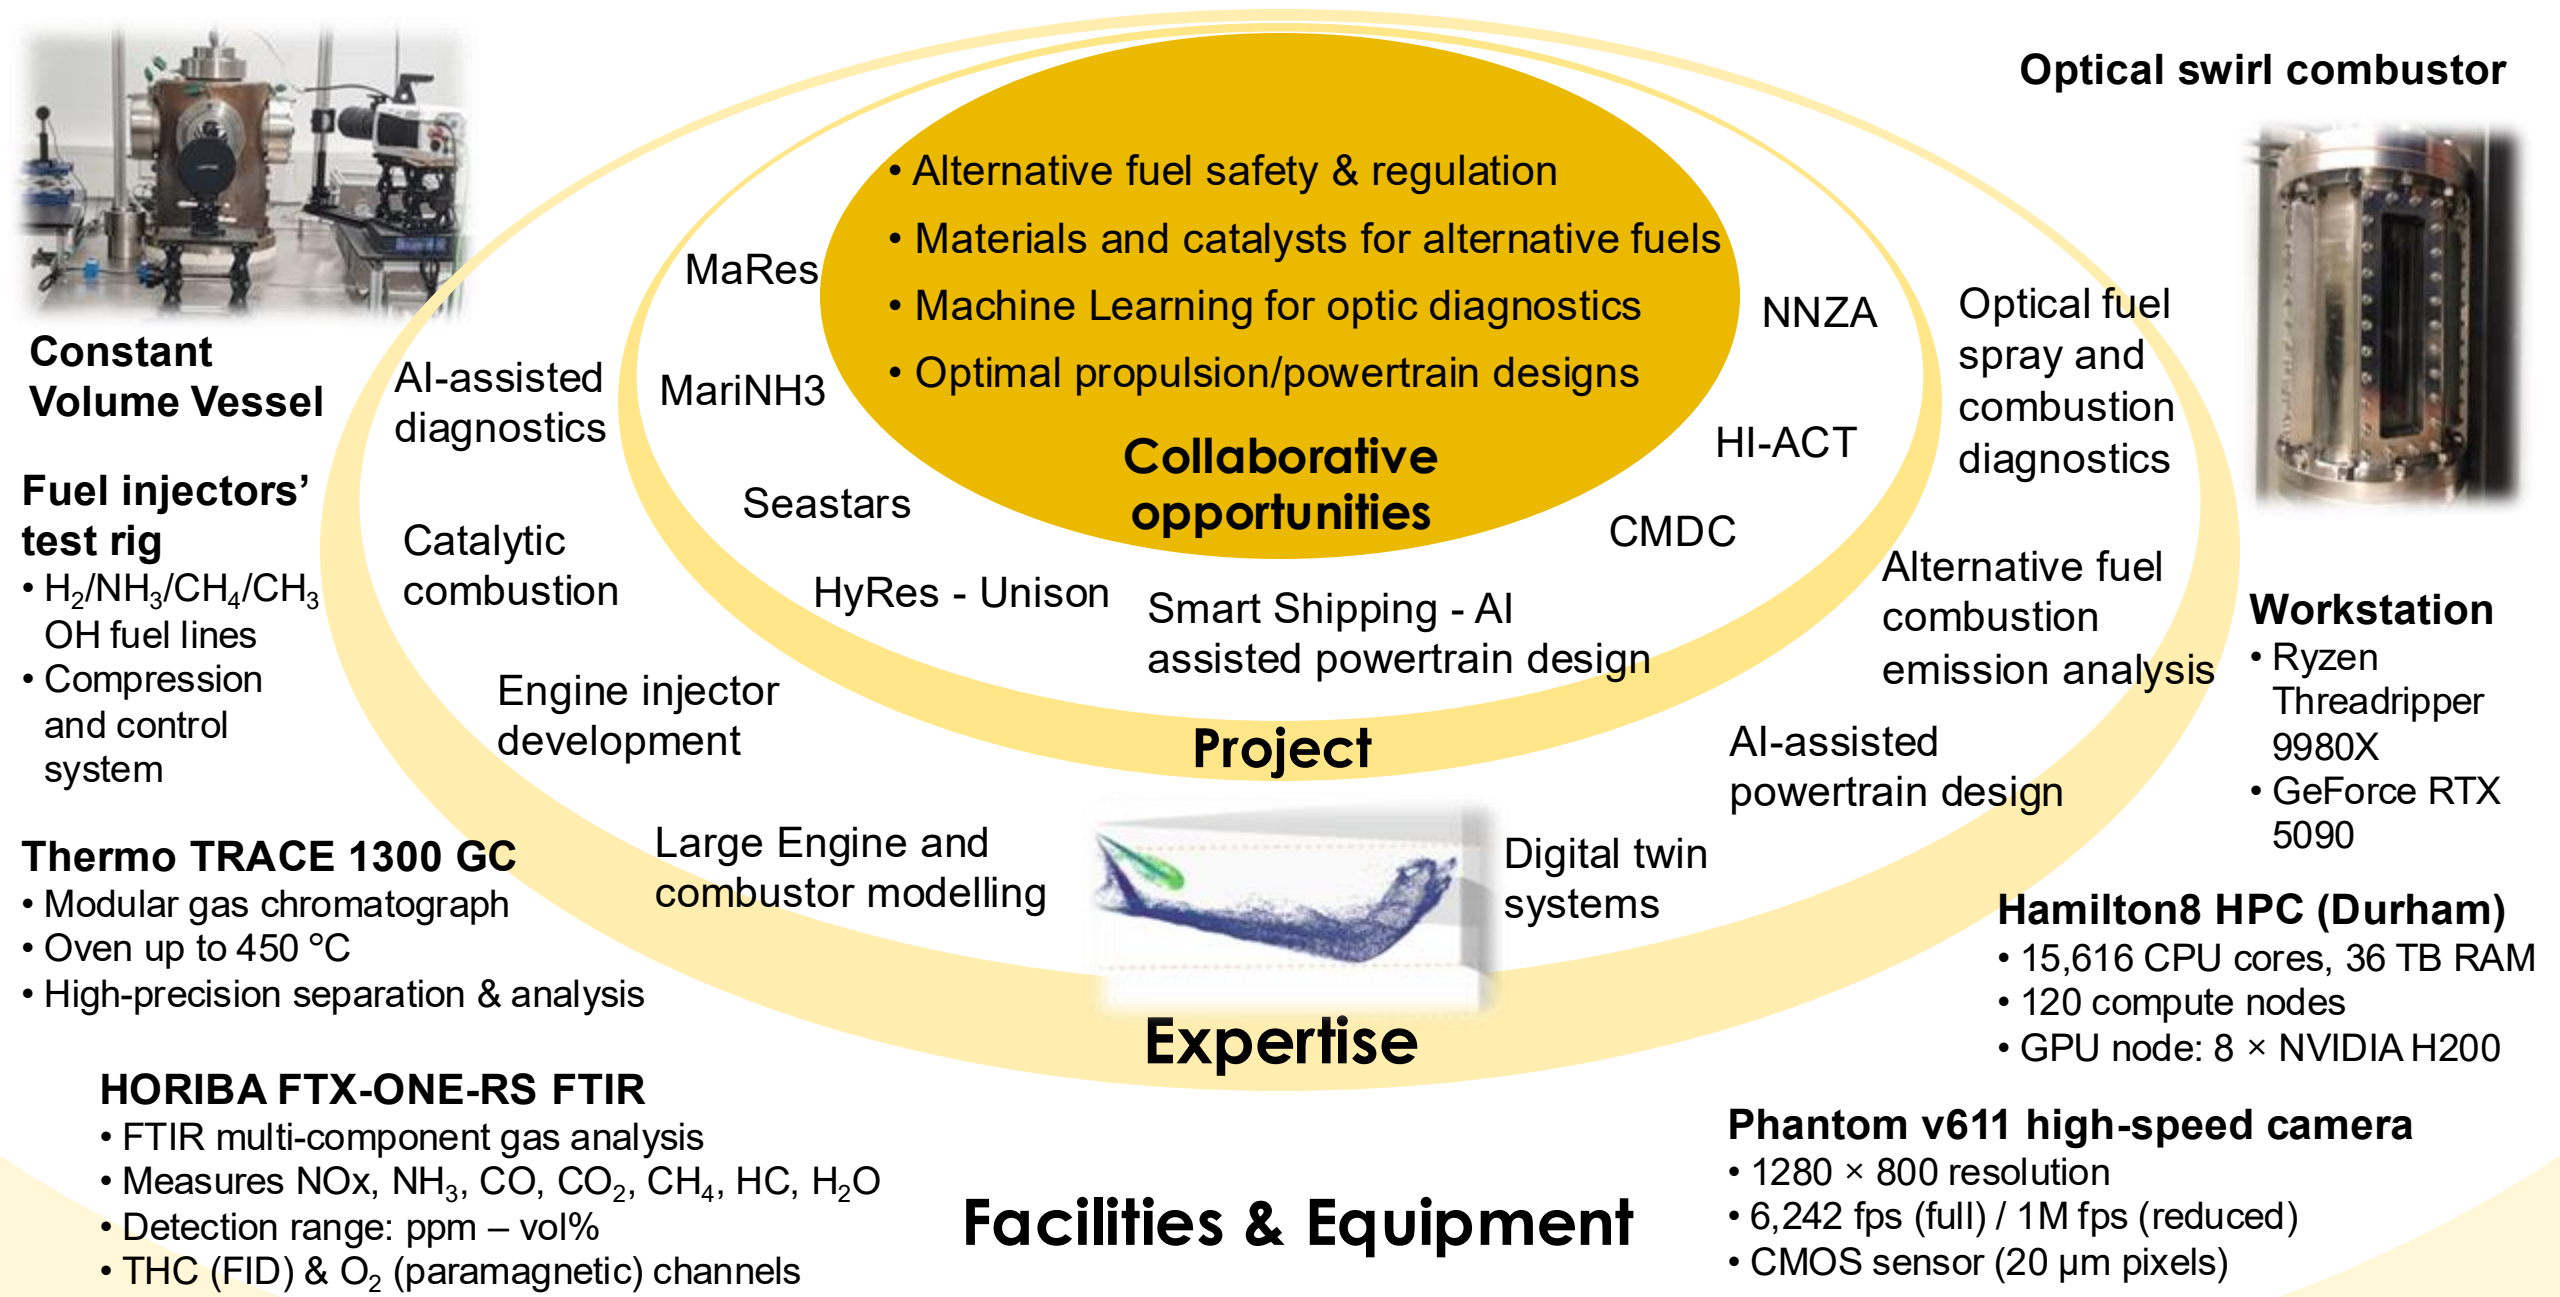 Optical swirl combustor
• Alternative fuel safety & regulation
• Materials and catalysts for alternative fuels
• Machine Learning for optic diagnostics
• Optimal propulsion/powertrain designs
Collaborative
opportunities
MaRes
MariNH3
Seastars
HyRes - Unison
Smart Shipping - AI
assisted powertrain design
CMDC
HI-ACT
NNZA
Project
AI-assisted
diagnostics
Catalytic
combustion
Engine injector
development
Large Engine and
combustor modelling
Digital twin
systems
AI-assisted
powertrain design
Alternative fuel
combustion
emission analysis
Optical fuel
spray and
combustion
diagnostics
Expertise
Constant
Volume Vessel
Fuel injectors’
test rig
• H₂/NH₃/CH₄/CH₃
OH fuel lines
• Compression
and control
system
Thermo TRACE 1300 GC
• Modular gas chromatograph
• Oven up to 450 °C
• High-precision separation & analysis
HORIBA FTX-ONE-RS FTIR
• FTIR multi-component gas analysis
• Measures NOx, NH₃, CO, CO₂, CH₄, HC, H₂O
• Detection range: ppm – vol%
• THC (FID) & O₂ (paramagnetic) channels
Facilities & Equipment
Workstation
• Ryzen
Threadripper
9980X
• GeForce RTX
5090
Hamilton8 HPC (Durham)
• 15,616 CPU cores, 36 TB RAM
• 120 compute nodes
• GPU node: 8 × NVIDIA H200
Phantom v611 high-speed camera
• 1280 × 800 resolution
• 6,242 fps (full) / 1M fps (reduced)
• CMOS sensor (20 µm pixels)